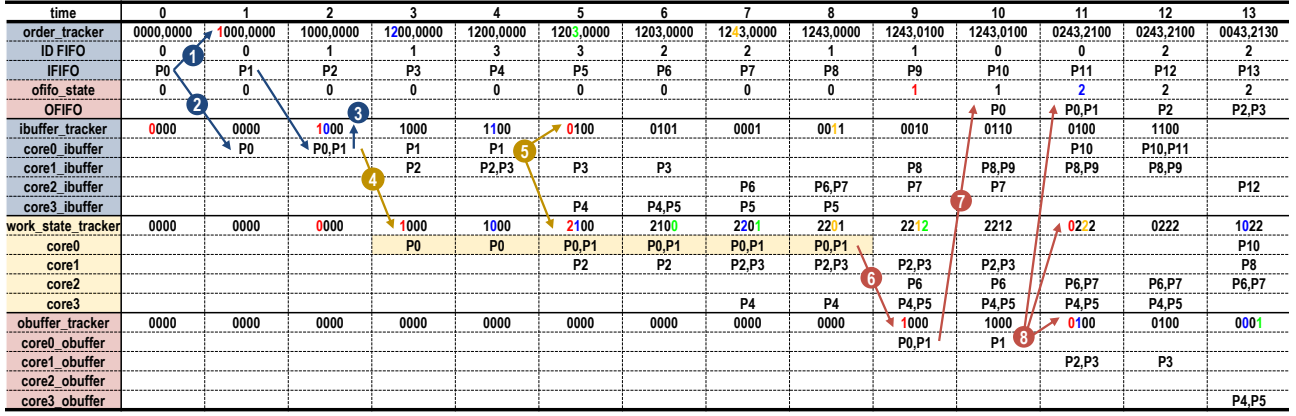 time 0 1 2 3 4 5 6 7 8 9 10 11 12 13
order_tracker 0000,0000 1000,0000 1000,0000 1200,0000 1200,0000 1203,0000 1203,0000 1243,0000 1243,0000 1243,0100 1243,0100 0243,2100 0243,2100 0043,2130
ID FIFO 0 0 1 1 3 3 2 2 1 1 0 0 2 2
IFIFO P0 P1 P2 P3 P4 P5 P6 P7 P8 P9 P10 P11 P12 P13
ofifo_state 0 0 0 0 0 0 0 0 0 1 1 2 2 2
OFIFO P0 P0,P1 P2 P2,P3
ibuffer_tracker 0000 0000 1000 1000 1100 0100 0101 0001 0011 0010 0110 0100 1100
core0_ibuffer P0 P0,P1 P1 P1 P10 P10,P11
core1_ibuffer P2 P2,P3 P3 P3 P8 P8,P9 P8,P9 P8,P9
core2_ibuffer P6 P6,P7 P7 P7
core3_ibuffer P4 P4,P5 P5 P5 P12
work_state_tracker 0000 0000 0000 1000 1000 2100 2100 2201 2201 2212 2212 0222 0222 1022
core0 P0 P0 P0,P1 P0,P1 P0,P1 P0,P1 P10
core1 P2 P2 P2,P3 P2,P3 P2,P3 P2,P3 P8
core2 P6 P6 P6,P7 P6,P7 P6,P7
core3 P4 P4 P4,P5 P4,P5 P4,P5 P4,P5
obuffer_tracker 0000 0000 0000 0000 0000 0000 0000 0000 0000 1000 1000 0100 0100 0001
core0_obuffer P0,P1 P1
core1_obuffer P2,P3 P3
core2_obuffer
core3_obuffer P4,P5
1
2
3
4
5
6
7
8